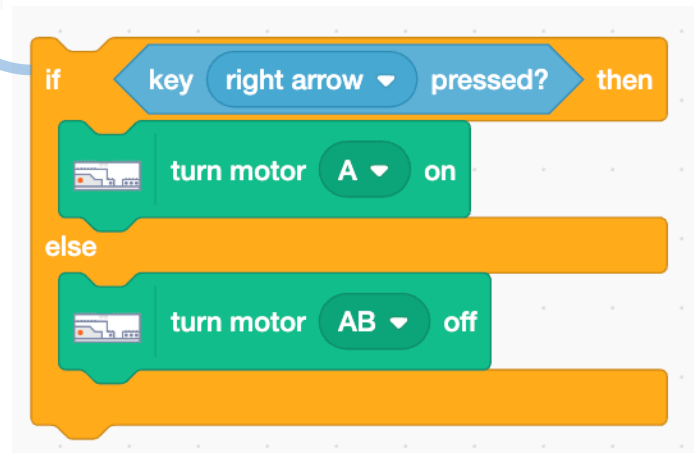 if key right arrow pressed? then
turn motor A on
else
turn motor AB off